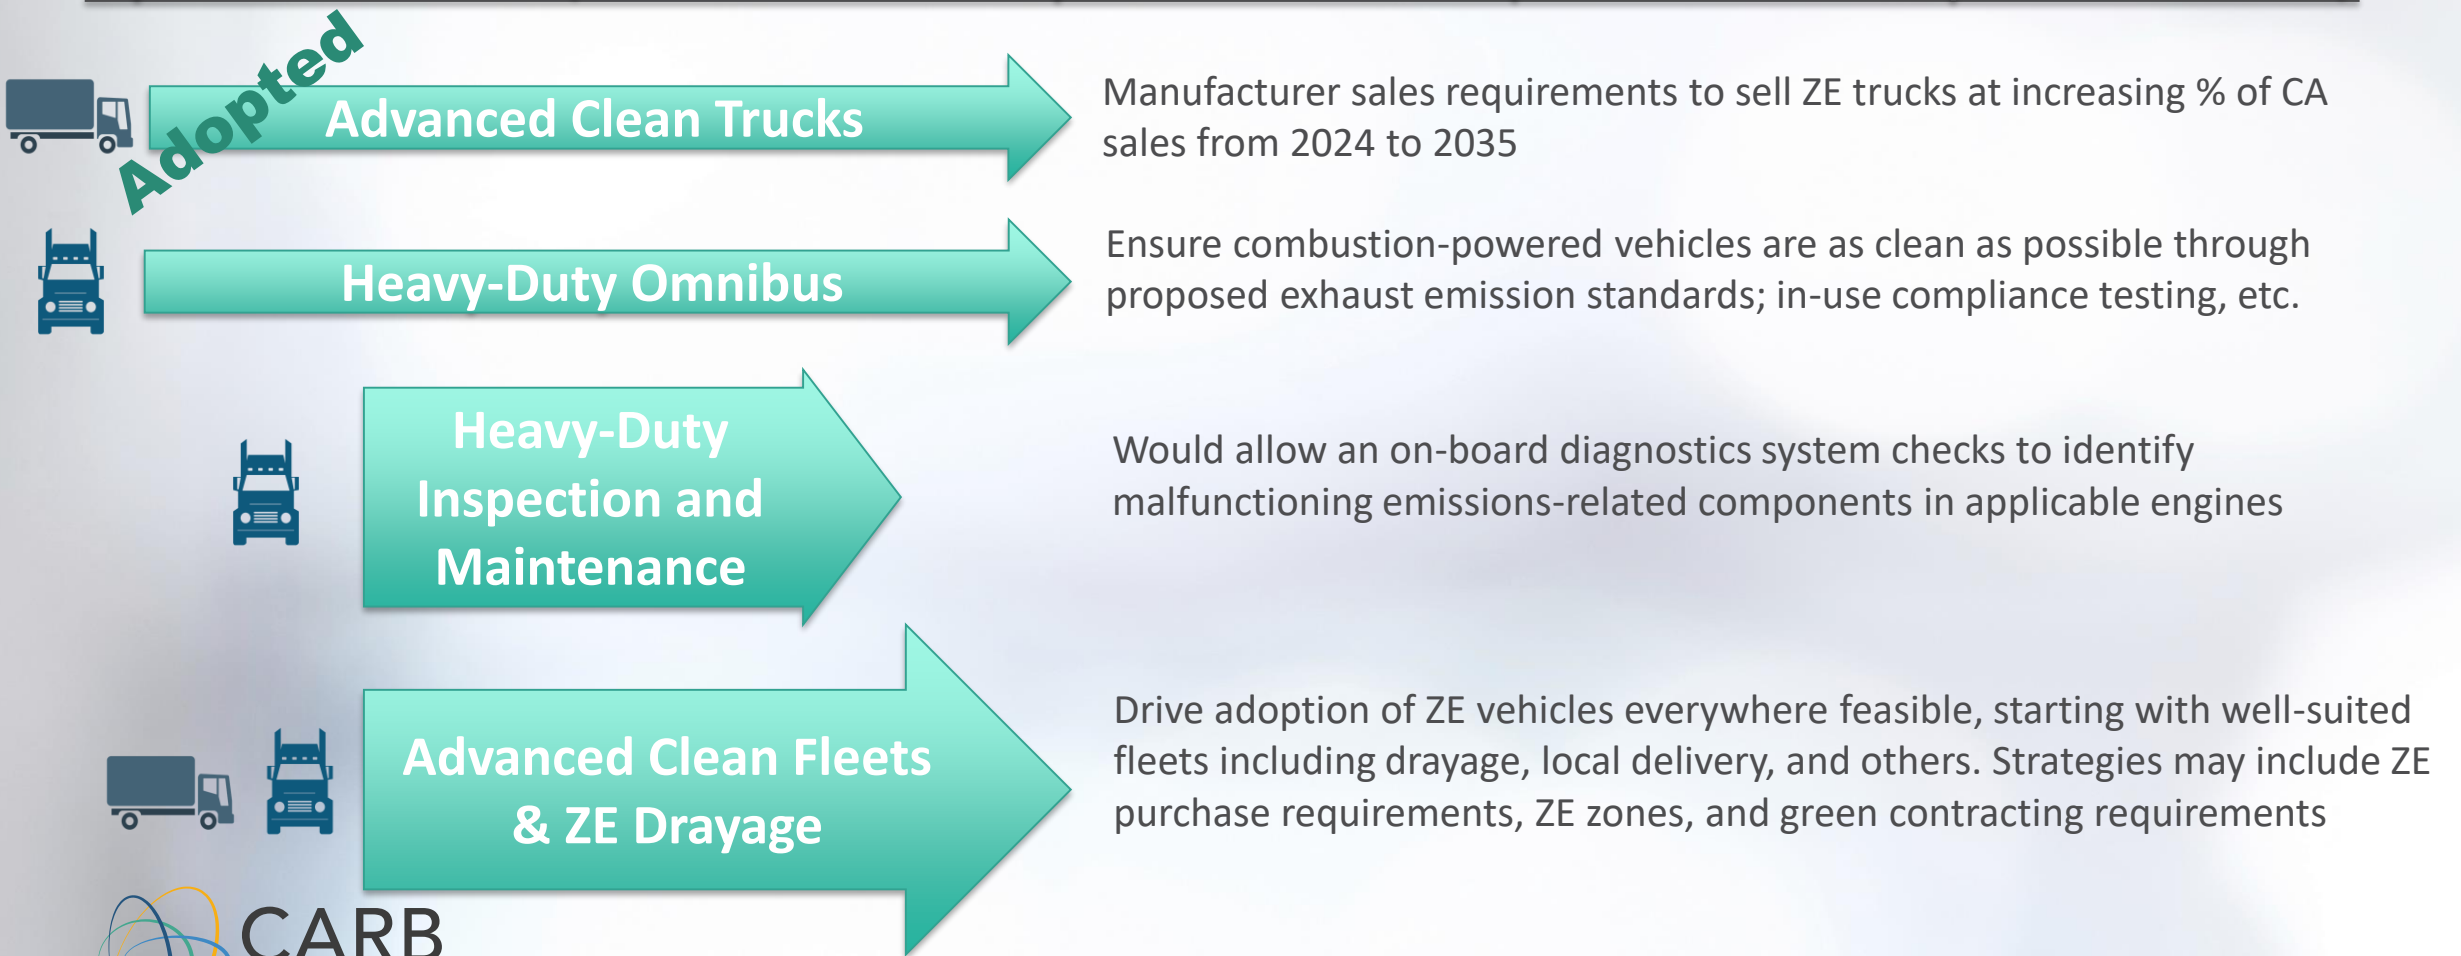 Adopted
Advanced Clean Trucks
Manufacturer sales requirements to sell ZE trucks at increasing % of CA
sales from 2024 to 2035
Heavy-Duty Omnibus
Ensure combustion-powered vehicles are as clean as possible through
proposed exhaust emission standards; in-use compliance testing, etc.
Heavy-Duty
Inspection and
Maintenance
Would allow an on-board diagnostics system checks to identify
malfunctioning emissions-related components in applicable engines
Advanced Clean Fleets
& ZE Drayage
Drive adoption of ZE vehicles everywhere feasible, starting with well-suited
fleets including drayage, local delivery, and others. Strategies may include ZE
purchase requirements, ZE zones, and green contracting requirements
CARB